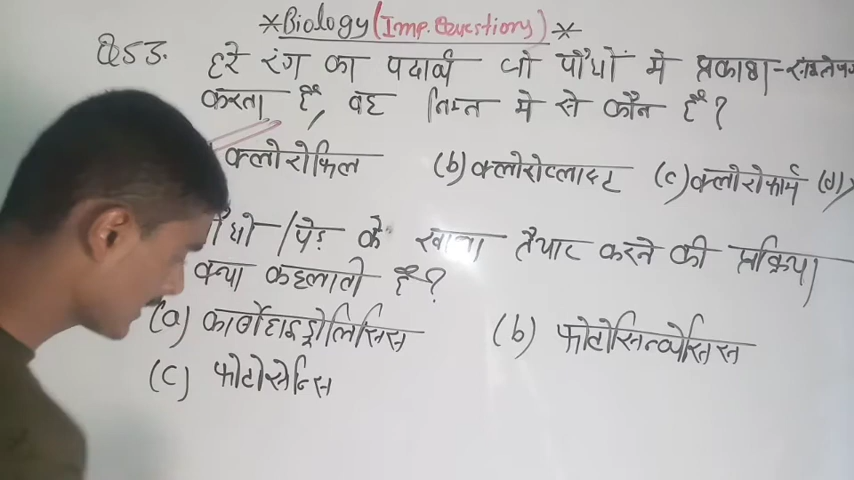 *Biology (Imp. Questions) *
Q53. हरे रंग का पदार्थ जो पौधों मे प्रकाश-संश्लेषण
करता है, वह निम्न मे से कौन है?
क्लोरोफिल (b) क्लोरोप्लास्ट (c) क्लोरोफार्म (d)
पौधो / पेड़ के खाना तैयार करने की प्रक्रिया
क्या कहलाती है?
(a) कार्बोहाइड्रोलिसिस (b) फोटोसिन्थेसिस
(c) फोटोसेन्सि